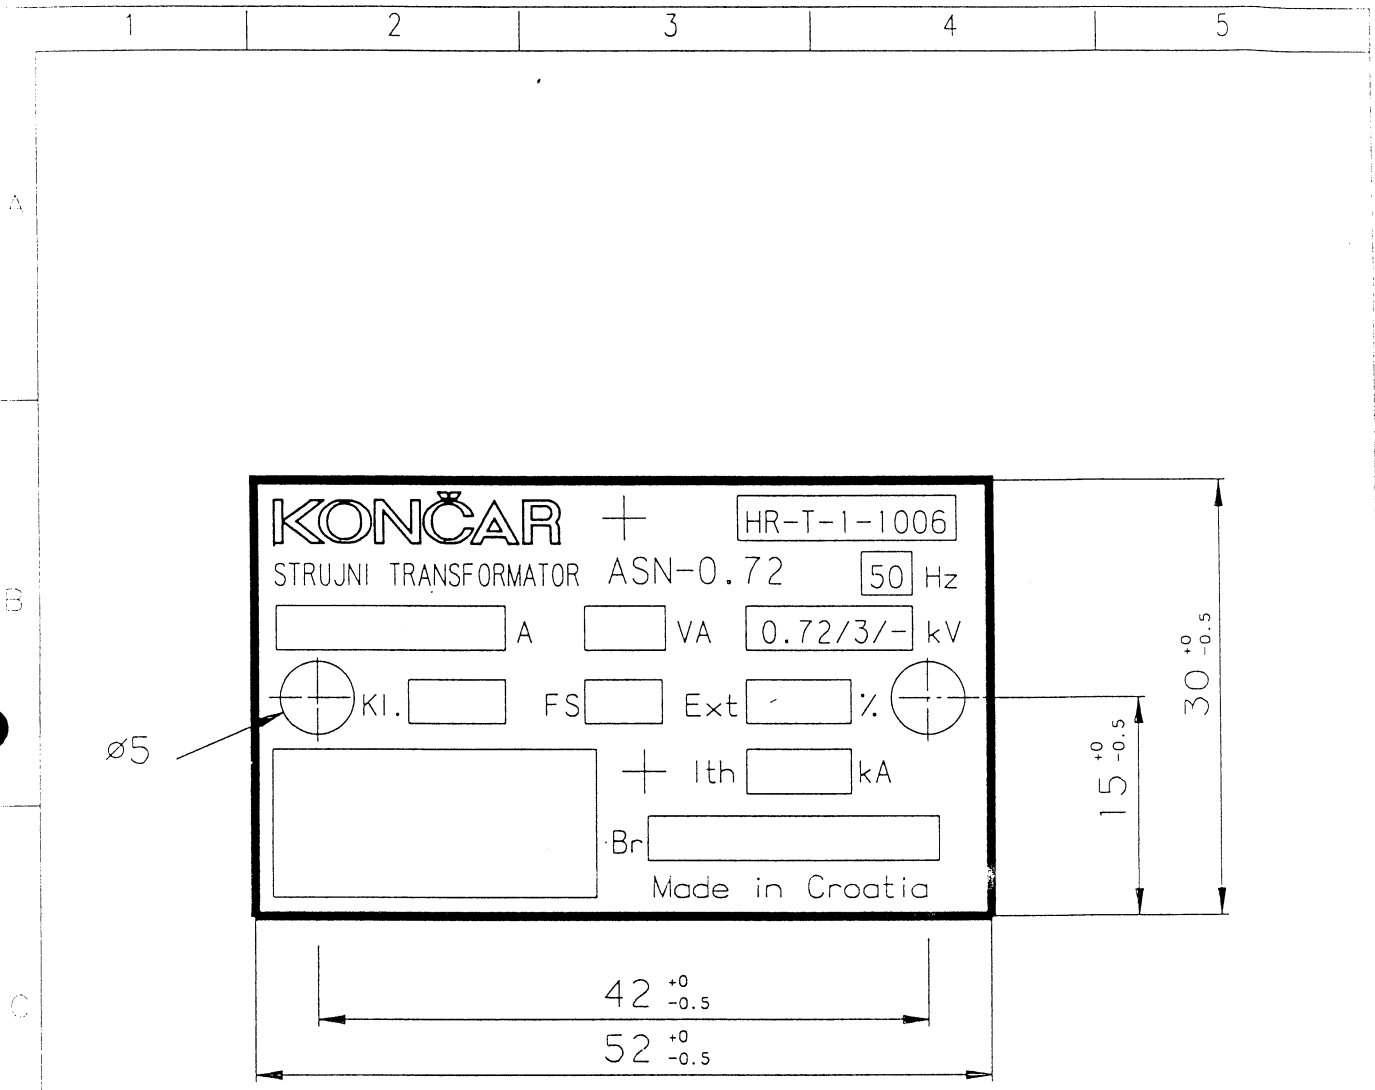 1 2 3 4 5
A
KONČAR HR-T-1-1006
STRUJNI TRANSFORMATOR ASN-0.72 50 Hz
B
A VA 0.72/3/- kV
30 +0 -0.5
Kl. FS Ext %
ø5
15 +0 -0.5
Ith kA
Br
Made in Croatia
C
42 +0 -0.5
52 +0 -0.5